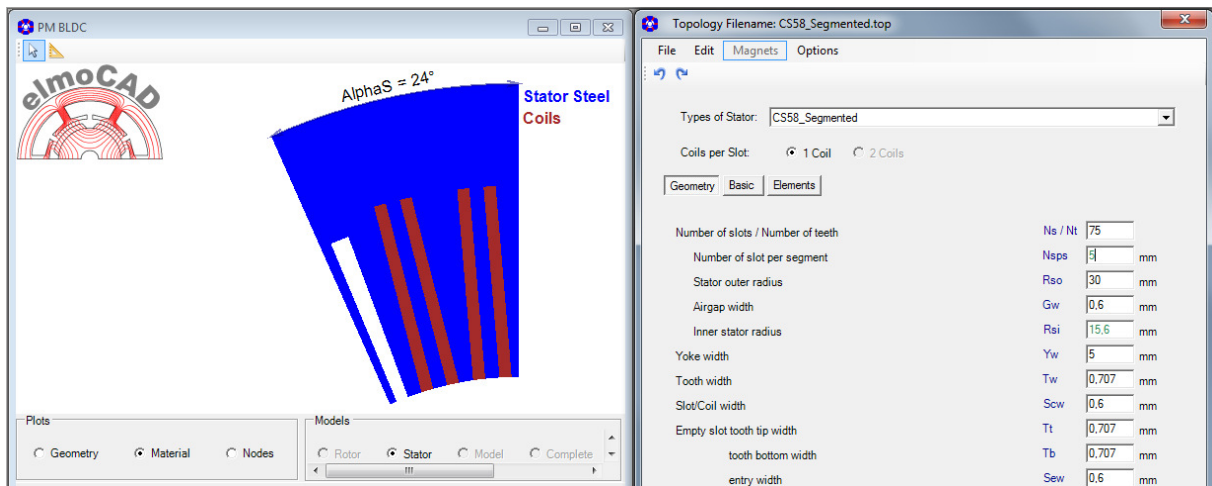 PM BLDC
elmoCAD
AlphaS = 24°
Stator Steel
Coils
Plots
Geometry Material Nodes
Models
Rotor Stator Model Complete
Topology Filename: CS58_Segmented.top
File Edit Magnets Options
Types of Stator: CS58_Segmented
Coils per Slot: 1 Coil 2 Coils
Geometry Basic Elements
Number of slots / Number of teeth Ns / Nt 75
Number of slot per segment Nsps 5 mm
Stator outer radius Rso 30 mm
Airgap width Gw 0,6 mm
Inner stator radius Rsi 15,6 mm
Yoke width Yw 5 mm
Tooth width Tw 0,707 mm
Slot/Coil width Scw 0,6 mm
Empty slot tooth tip width Tt 0,707 mm
tooth bottom width Tb 0,707 mm
entry width Sew 0,6 mm